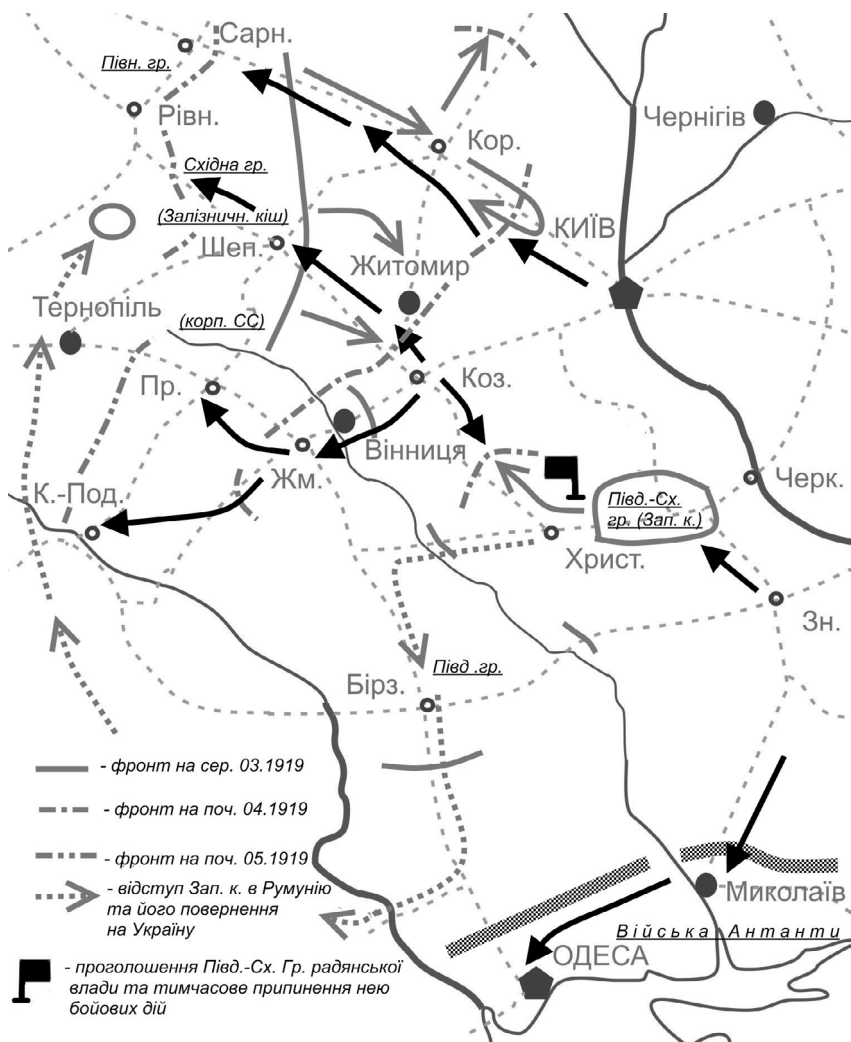 Сарн.
Півн. гр.
Рівн.
Кор.
Чернігів
Східна гр.
(Залізничн. кіш)
Шеп.
КИЇВ
Житомир
Тернопіль
(корп. СС)
Пр.
Коз.
Вінниця
Жм.
К.-Под.
Черк.
Півд.-Сх.
гр. (Зап. к.)
Христ.
Зн.
Півд .гр.
Бірз.
- фронт на сер. 03.1919
- фронт на поч. 04.1919
- фронт на поч. 05.1919
- відступ Зап. к. в Румунію
та його повернення
на Україну
Миколаїв
Війська Антанти
ОДЕСА
- проголошення Півд.-Сх. Гр. радянської
влади та тимчасове припинення нею
бойових дій